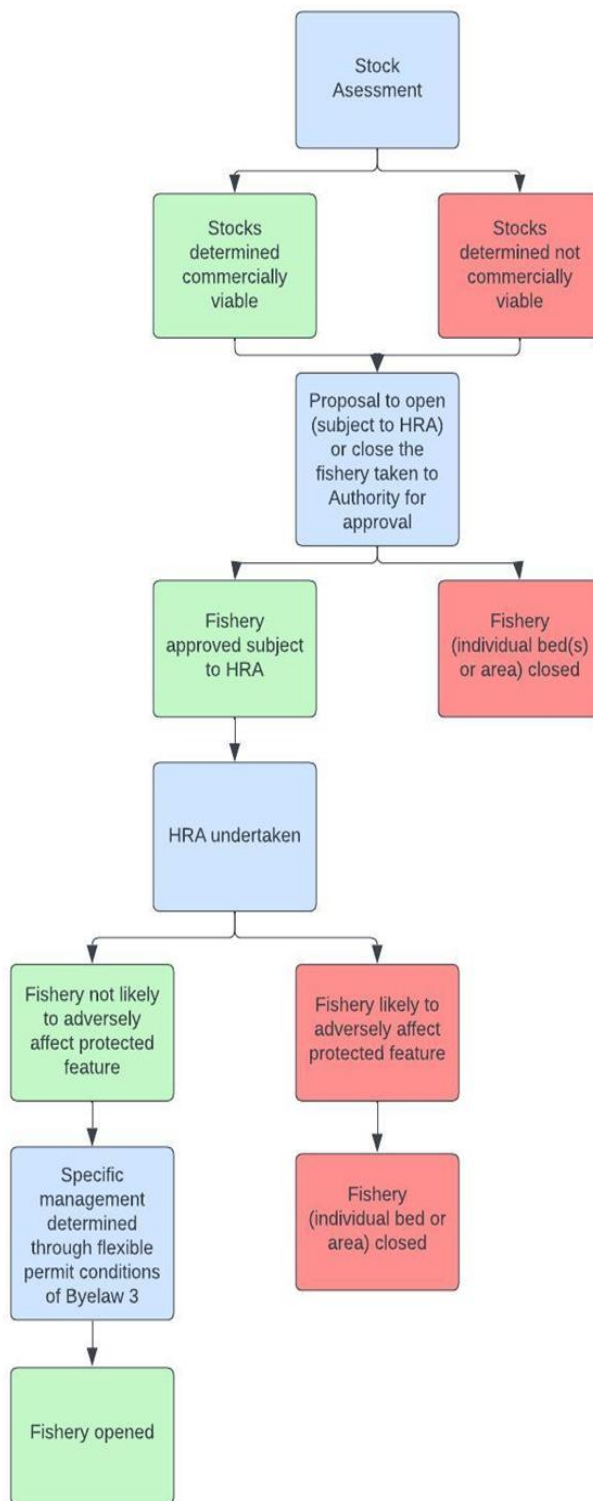 Stock
Asessment
Stocks
determined
commercially
viable
Stocks
determined not
commercially
viable
Proposal to open
(subject to HRA)
or close the
fishery taken to
Authority for
approval
Fishery
approved subject
to HRA
Fishery
(individual bed(s)
or area) closed
HRA undertaken
Fishery not likely
to adversely
affect protected
feature
Fishery likely to
adversely affect
protected feature
Specific
management
determined
through flexible
permit conditions
of Byelaw 3
Fishery
(individual bed or
area) closed
Fishery opened